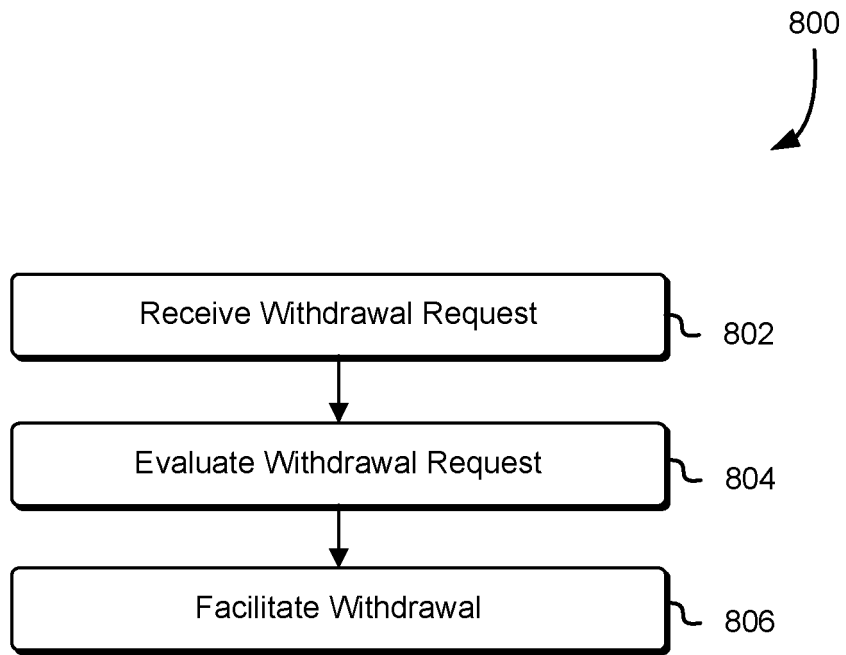 800
Receive Withdrawal Request
802
Evaluate Withdrawal Request
804
Facilitate Withdrawal
806